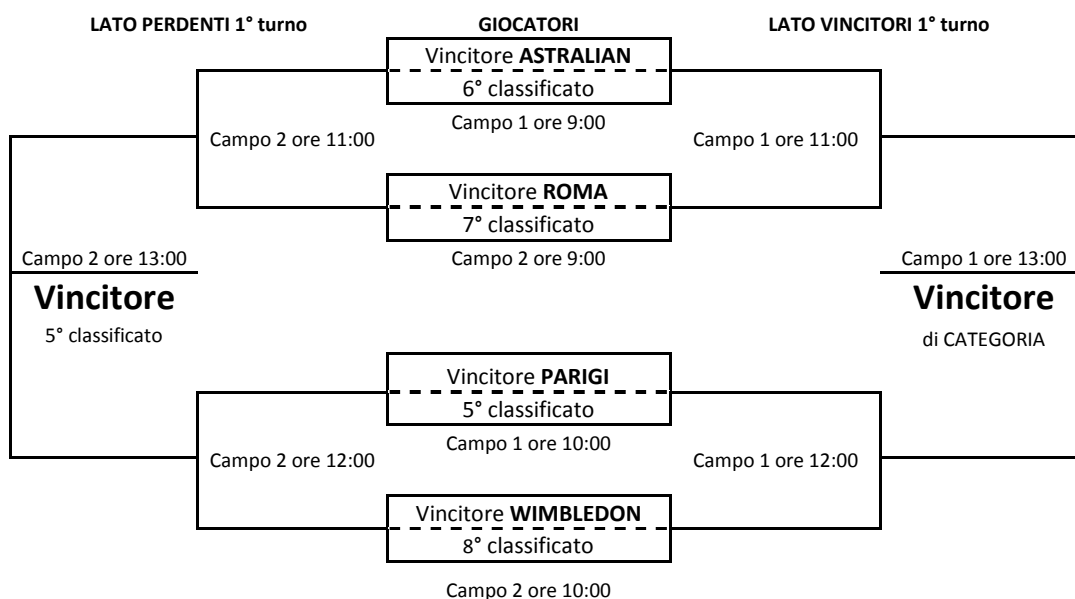 LATO PERDENTI 1° turno GIOCATORI LATO VINCITORI 1° turno
Vincitore ASTRALIAN
6° classificato
Campo 1 ore 9:00
Campo 2 ore 11:00 Campo 1 ore 11:00
Vincitore ROMA
7° classificato
Campo 2 ore 13:00 Campo 2 ore 9:00 Campo 1 ore 13:00
Vincitore Vincitore
5° classificato di CATEGORIA
Vincitore PARIGI
5° classificato
Campo 1 ore 10:00
Campo 2 ore 12:00 Campo 1 ore 12:00
Vincitore WIMBLEDON
8° classificato
Campo 2 ore 10:00